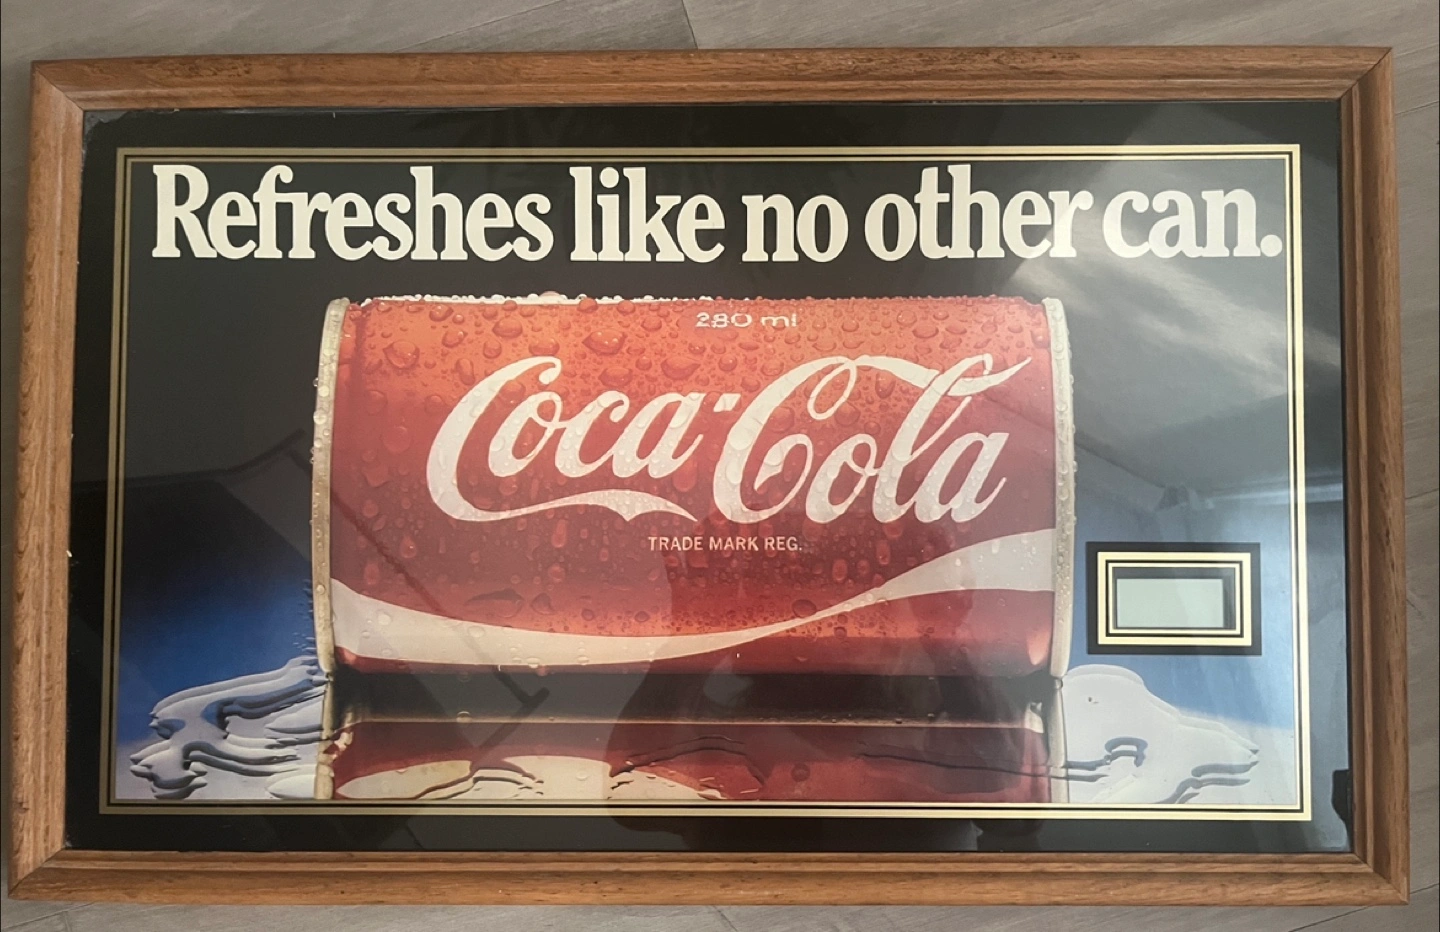 Refreshes like no other can.
280 ml
Coca-Cola
TRADE MARK REG.